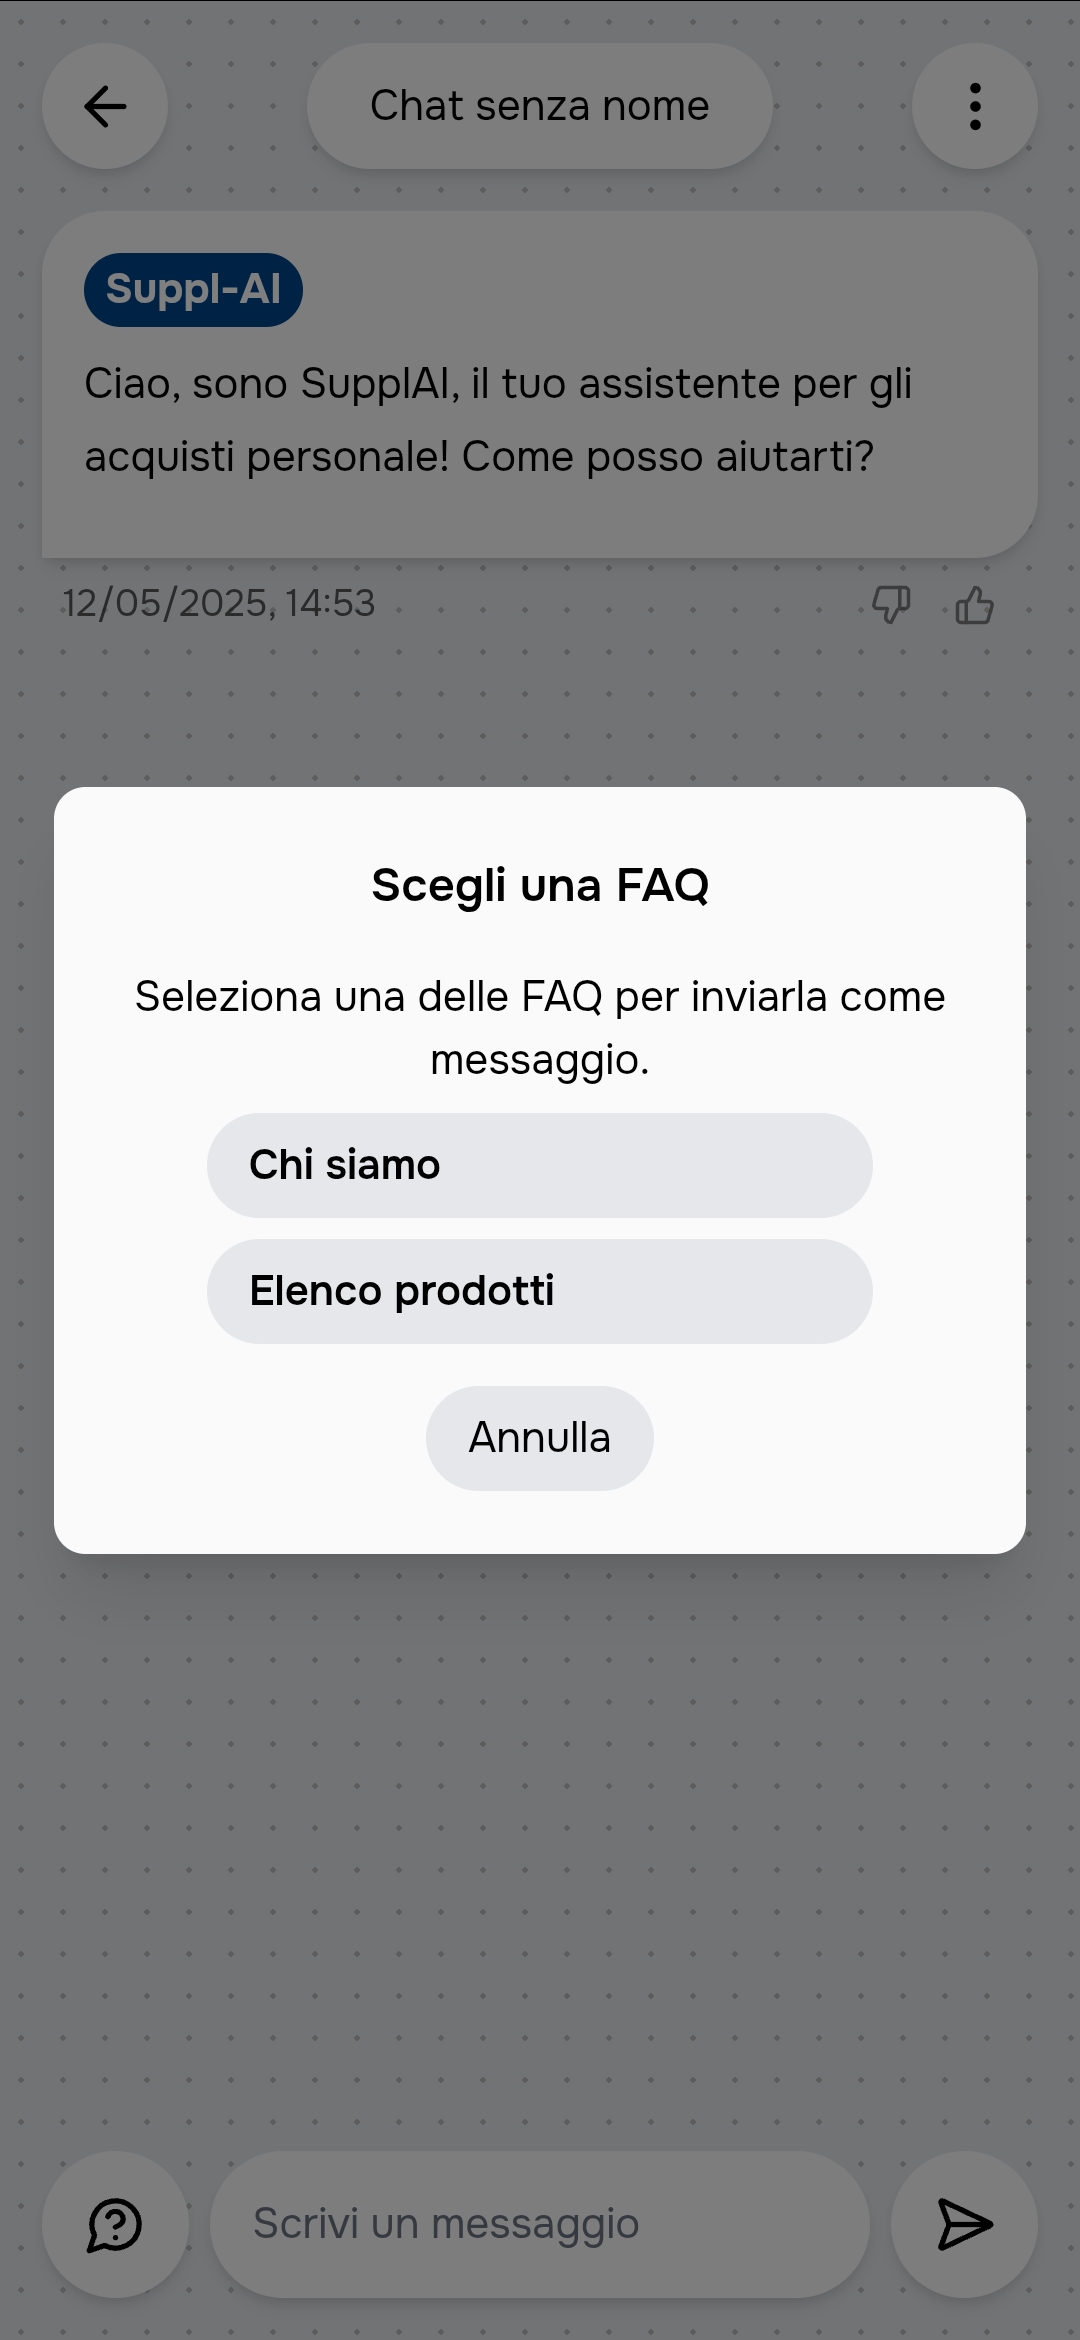 Chat senza nome
Suppl-AI
Ciao, sono SupplAI, il tuo assistente per gli
acquisti personale! Come posso aiutarti?
12/05/2025, 14:53
Scegli una FAQ
Seleziona una delle FAQ per inviarla come
messaggio.
Chi siamo
Elenco prodotti
Annulla
Scrivi un messaggio